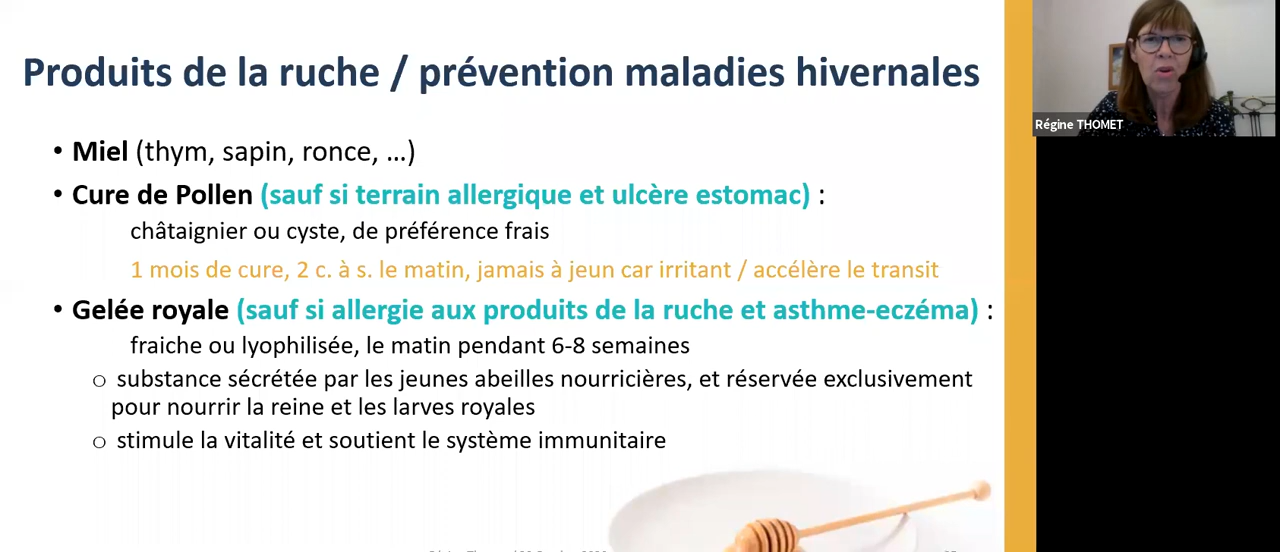 Produits de la ruche / prévention maladies hivernales
Régine THOMET
• Miel (thym, sapin, ronce, ...)
• Cure de Pollen (sauf si terrain allergique et ulcère estomac) :
châtaignier ou cyste, de préférence frais
1 mois de cure, 2 c. à s. le matin, jamais à jeun car irritant / accélère le transit
• Gelée royale (sauf si allergie aux produits de la ruche et asthme-eczéma) :
fraiche ou lyophilisée, le matin pendant 6-8 semaines
○ substance sécrétée par les jeunes abeilles nourricières, et réservée exclusivement
pour nourrir la reine et les larves royales
○ stimule la vitalité et soutient le système immunitaire